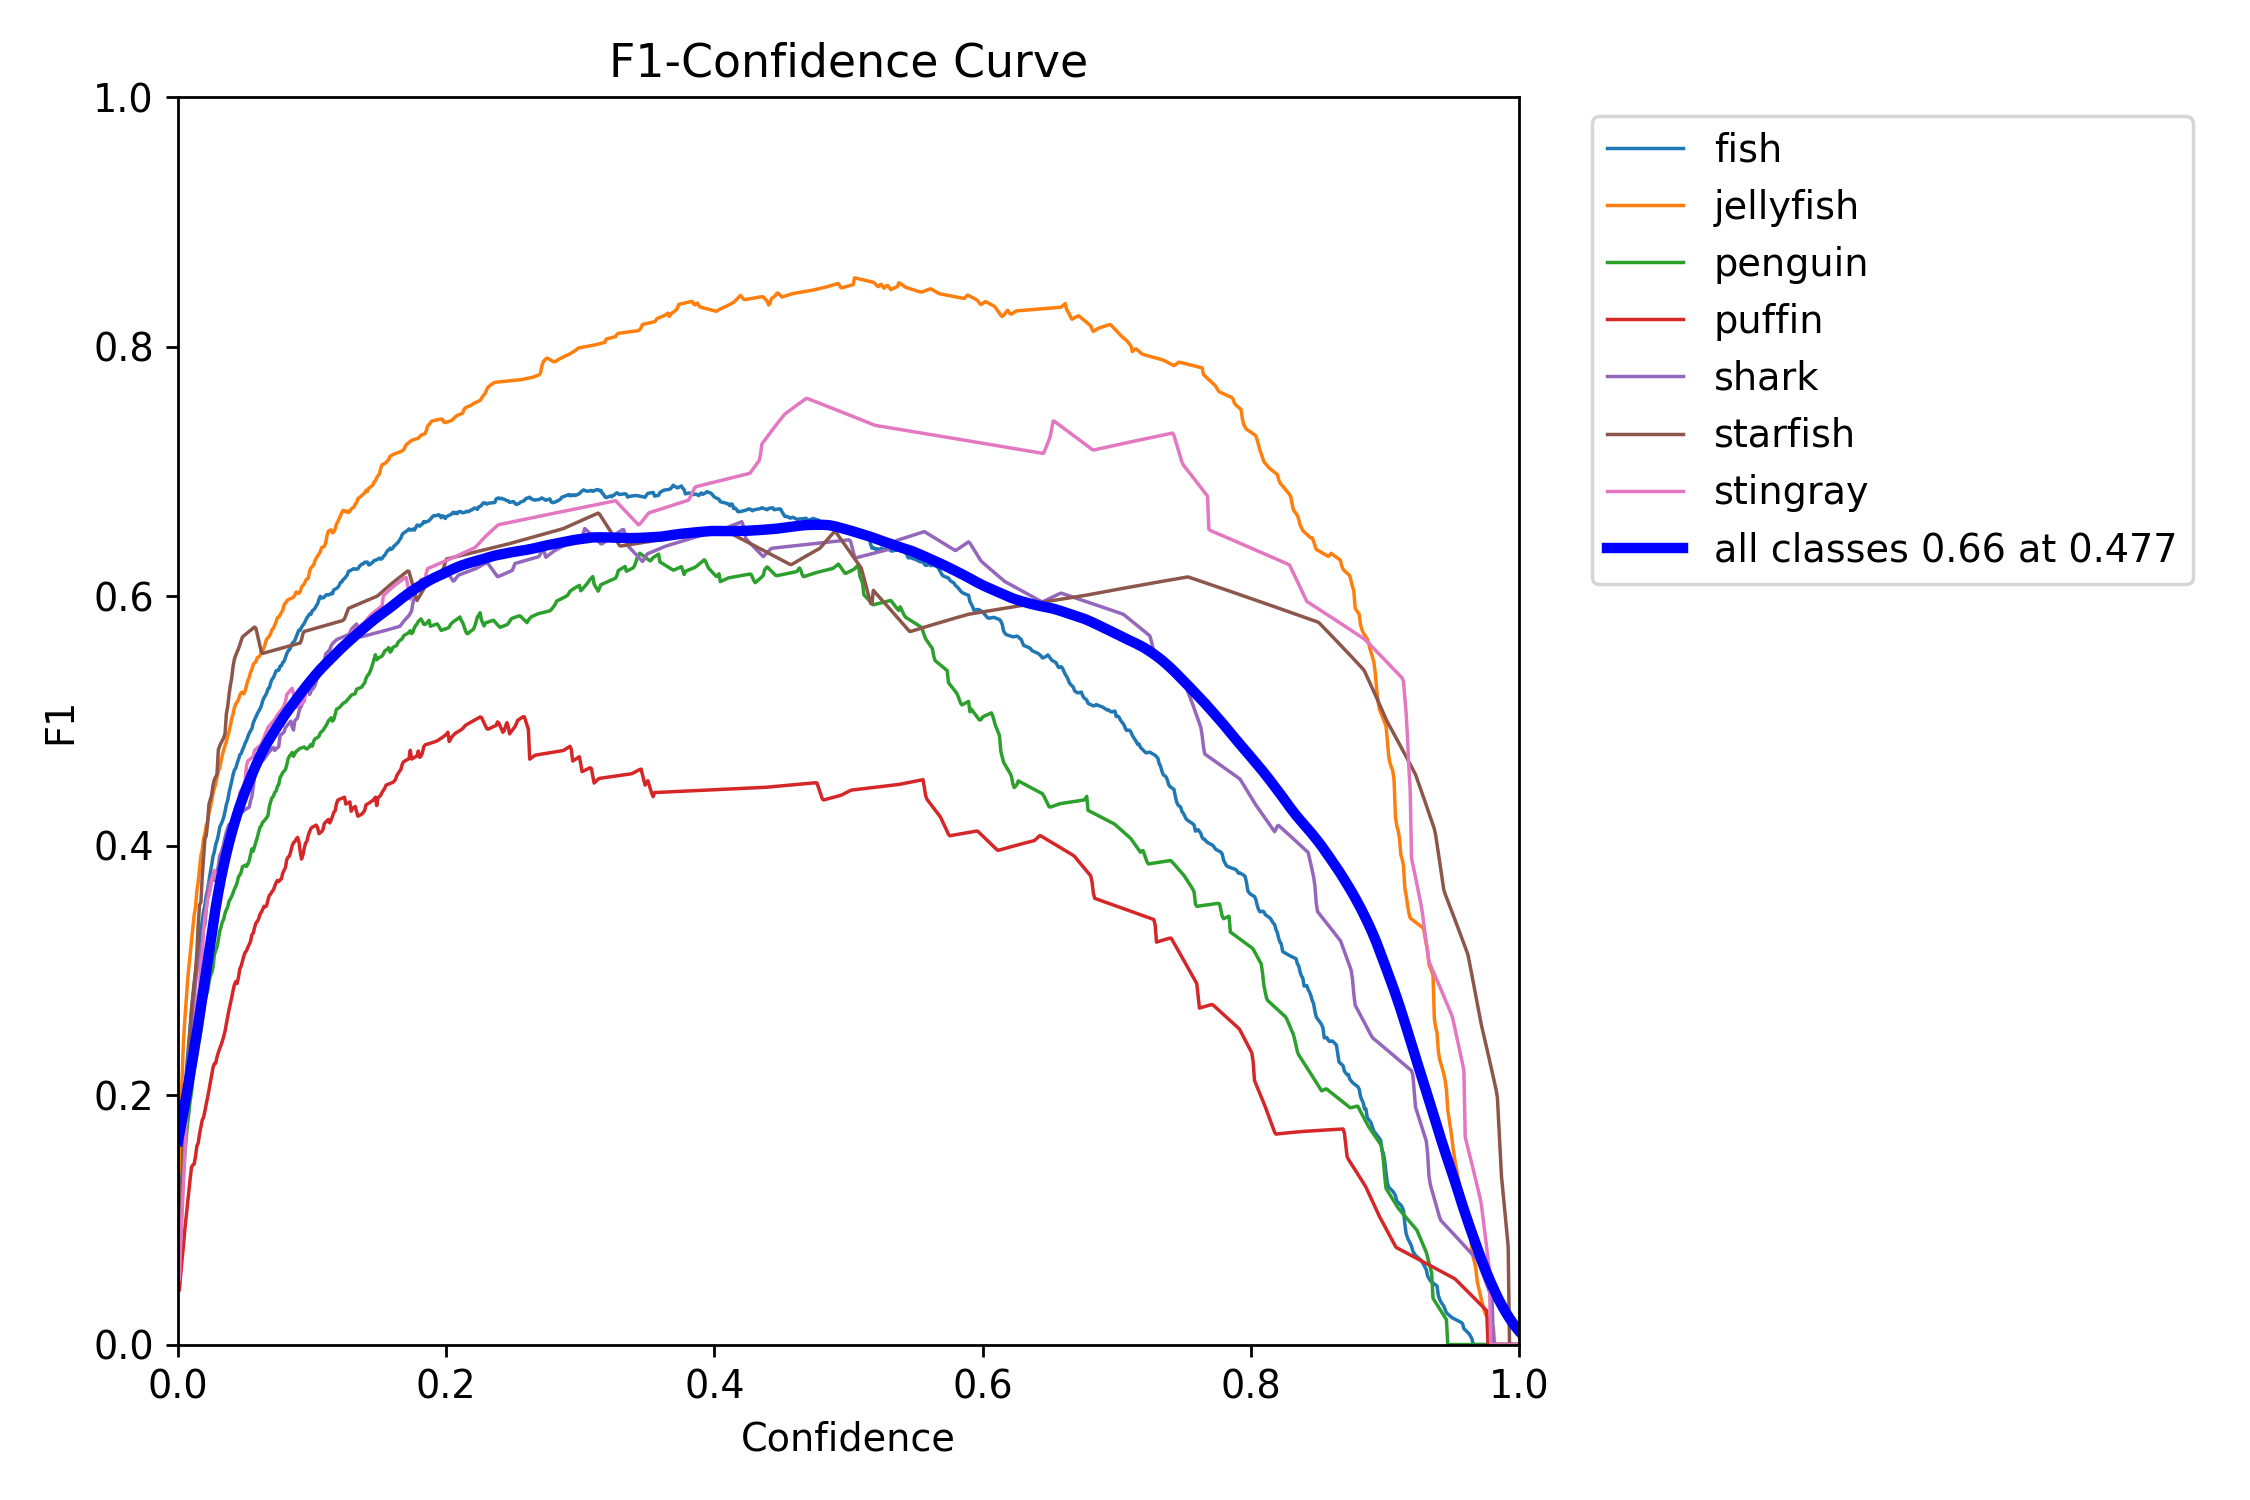 F1-Confidence Curve
1.0
0.8
0.6
0.4
0.2
0.0
F1
0.0 0.2 0.4 0.6 0.8 1.0
Confidence
fish
jellyfish
penguin
puffin
shark
starfish
stingray
all classes 0.66 at 0.477